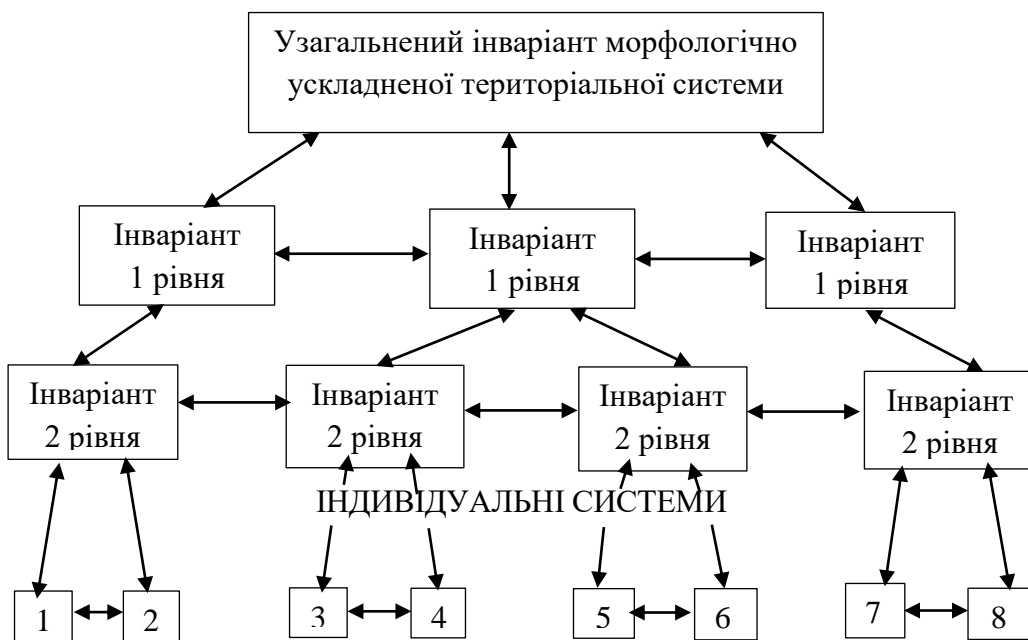 Узагальнений інваріант морфологічно
ускладненої територіальної системи
Інваріант
1 рівня
Інваріант
1 рівня
Інваріант
1 рівня
Інваріант
2 рівня
Інваріант
2 рівня
Інваріант
2 рівня
Інваріант
2 рівня
ІНДИВІДУАЛЬНІ СИСТЕМИ
1
2
3
4
5
6
7
8